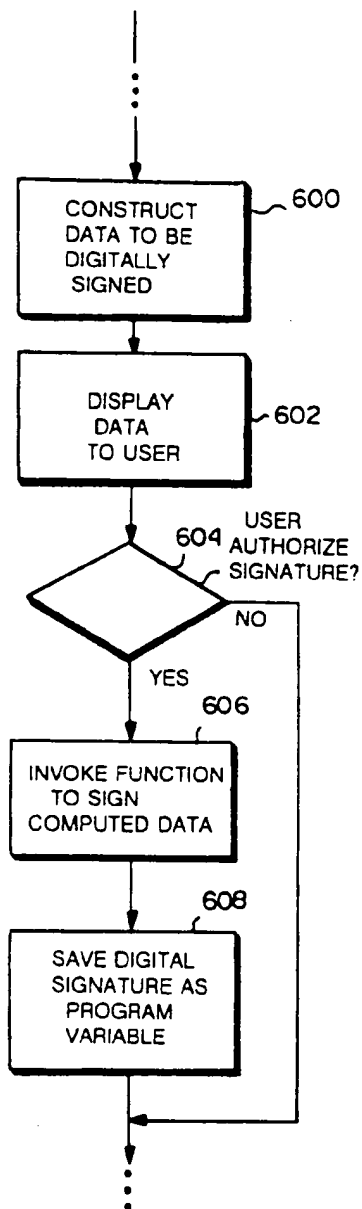 CONSTRUCT
DATA TO BE
DIGITALLY
SIGNED
600
DISPLAY
DATA
TO USER
602
604
USER
AUTHORIZE
SIGNATURE?
NO
YES
606
INVOKE FUNCTION
TO SIGN
COMPUTED DATA
608
SAVE DIGITAL
SIGNATURE AS
PROGRAM
VARIABLE